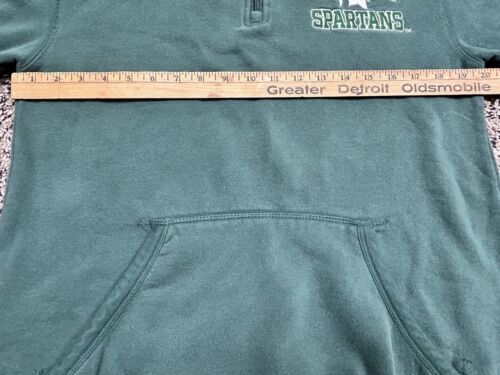 SPARTANS TM
1 2 3 4 5 6 7 8 9 10 11 12 13 14 15 16 17 18 19 20
Greater Detroit Oldsmobile